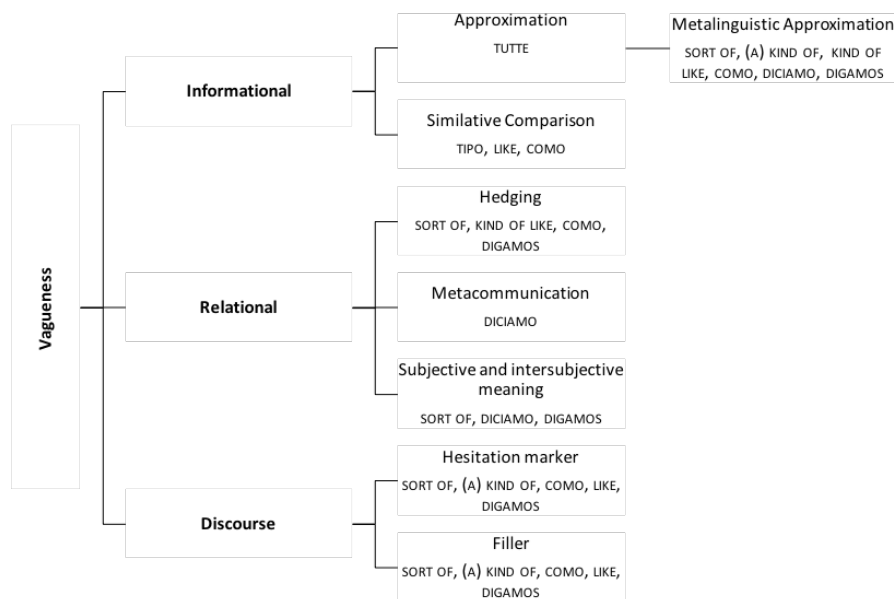 Vagueness
Informational
Approximation
TUTTE
Metalinguistic Approximation
SORT OF, (A) KIND OF, KIND OF
LIKE, COMO, DICIAMO, DIGAMOS
Similative Comparison
TIPO, LIKE, COMO
Relational
Hedging
SORT OF, KIND OF LIKE, COMO,
DIGAMOS
Metacommunication
DICIAMO
Subjective and intersubjective
meaning
SORT OF, DICIAMO, DIGAMOS
Discourse
Hesitation marker
SORT OF, (A) KIND OF, COMO, LIKE,
DIGAMOS
Filler
SORT OF, (A) KIND OF, COMO, LIKE,
DIGAMOS